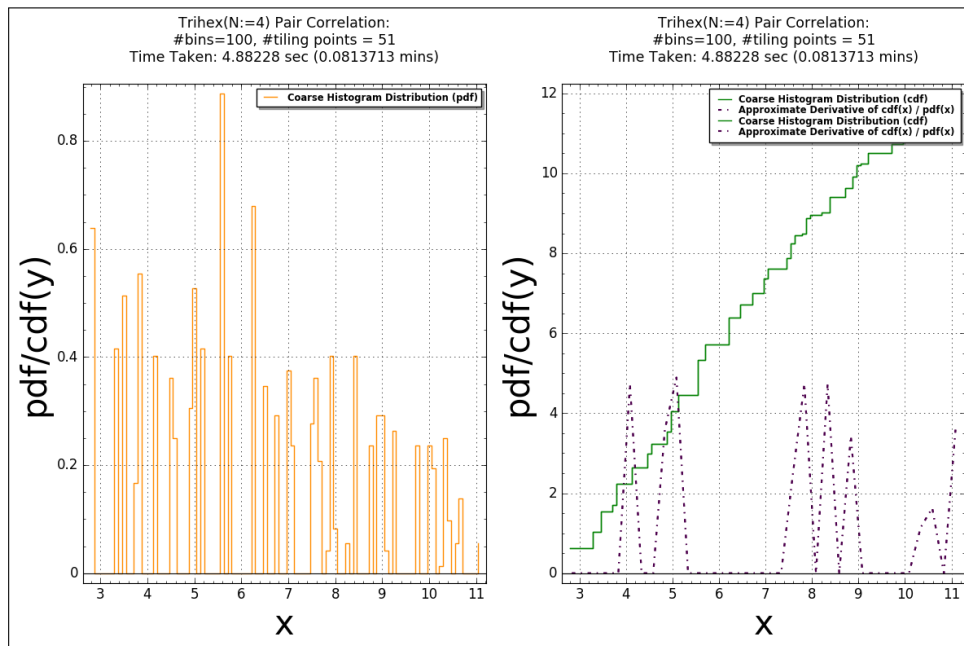 Trihex(N:=4) Pair Correlation:
#bins=100, #tiling points = 51
Time Taken: 4.88228 sec (0.0813713 mins)
Coarse Histogram Distribution (pdf)
pdf/cdf(y)
0.8
0.6
0.4
0.2
0
3 4 5 6 7 8 9 10 11
x
Trihex(N:=4) Pair Correlation:
#bins=100, #tiling points = 51
Time Taken: 4.88228 sec (0.0813713 mins)
Coarse Histogram Distribution (cdf)
Approximate Derivative of cdf(x) / pdf(x)
Coarse Histogram Distribution (cdf)
Approximate Derivative of cdf(x) / pdf(x)
pdf/cdf(y)
12
10
8
6
4
2
0
3 4 5 6 7 8 9 10 11
x